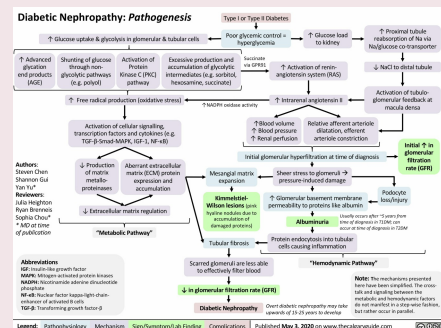 Diabetic Nephropathy: Pathogenesis
Type I or Type II Diabetes
↑ Glucose uptake & glycolysis in glomerular & tubular cells
Poor glycemic control =
hyperglycemia
↑ Glucose load
to kidney
↑ Proximal tubule
reabsorption of Na via
Na/glucose co-transporter
↑ Advanced
glycation
end products
(AGE)
Shunting of glucose
through non-
glycolytic pathways
(e.g. polyol)
Activation of
Protein
Kinase C (PKC)
pathway
Excessive production and
accumulation of glycolytic
intermediates (e.g. sorbitol,
hexosamine, succinate)
Succinate
via GPR91
↑ Activation of renin-
angiotensin system (RAS)
↓ NaCl to distal tubule
↑ Free radical production (oxidative stress)
↑NADPH oxidase activity
↑ Intrarenal angiotensin II
Activation of tubulo-
glomerular feedback at
macula densa
Activation of cellular signalling,
transcription factors and cytokines (e.g.
TGF-β-Smad-MAPK, IGF-1, NF-κB)
↑Blood volume
↑ Blood pressure
↑ Renal perfusion
Relative afferent arteriole
dilatation, efferent
arteriole constriction
Initial glomerular hyperfiltration at time of diagnosis
Initial ↑ in
glomerular
filtration
rate (GFR)
Authors:
Steven Chen
Shannon Gui
Yan Yu*
Reviewers:
Julia Heighton
Ryan Brenneis
Sophia Chou*
* MD at time
of publication
↓ Production
of matrix
metallo-
proteinases
Aberrant extracellular
matrix (ECM) protein
expression and
accumulation
Mesangial matrix
expansion
Sheer stress to glomeruli →
pressure-induced damage
↓ Extracellular matrix regulation
Kimmelstiel-
Wilson lesions (pink
hyline nodules due to
accumulation of
damaged proteins)
↑ Glomerular basement membrane
permeability to proteins like albumin
Podocyte
loss/injury
"Metabolic Pathway"
Albuminuria
Usually occurs after ~5 years from
time of diagnosis in T1DM; can
occur at time of diagnosis in T2DM
Tubular fibrosis
Protein endocytosis into tubular
cells causing inflammation
"Hemodynamic Pathway"
Abbreviations
IGF: Insulin-like growth factor
MAPK: Mitogen-activated protein kinases
NADPH: Nicotinamide adenine dinucleotide
phosphate
NF-κB: Nuclear factor kappa-light-chain-
enhancer of activated B cells
TGF-β: Transforming growth factor-β
Scarred glomeruli are less able
to effectively filter blood
↓ in glomerular filtration rate (GFR)
Diabetic Nephropathy
Overt diabetic nephropathy may take
upwards of 15-25 years to develop
Note: The mechanisms presented
here have been simplified. The cross-
talk and signaling between the
metabolic and hemodynamic factors
do not manifest in a step-wise fashion,
but rather occur in parallel.
Legend: Pathophysiology Mechanism Sign/Symptom/Lab Finding Complications Published May 3, 2020 on www.thecalgaryguide.com